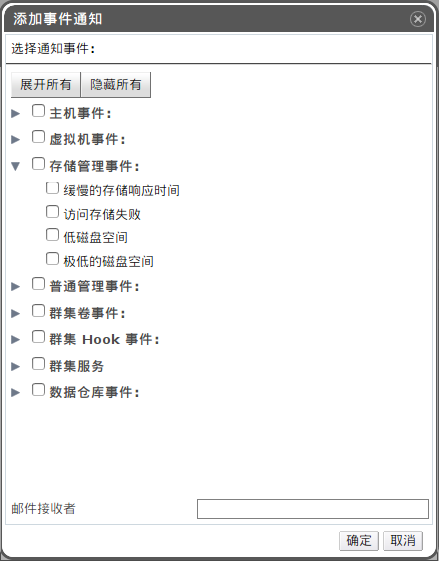 添加事件通知
选择通知事件:
展开所有 隐藏所有
主机事件:
虚拟机事件:
存储管理事件:
缓慢的存储响应时间
访问存储失败
低磁盘空间
极低的磁盘空间
普通管理事件:
群集卷事件:
群集 Hook 事件:
群集服务
数据仓库事件:
邮件接收者
确定 取消